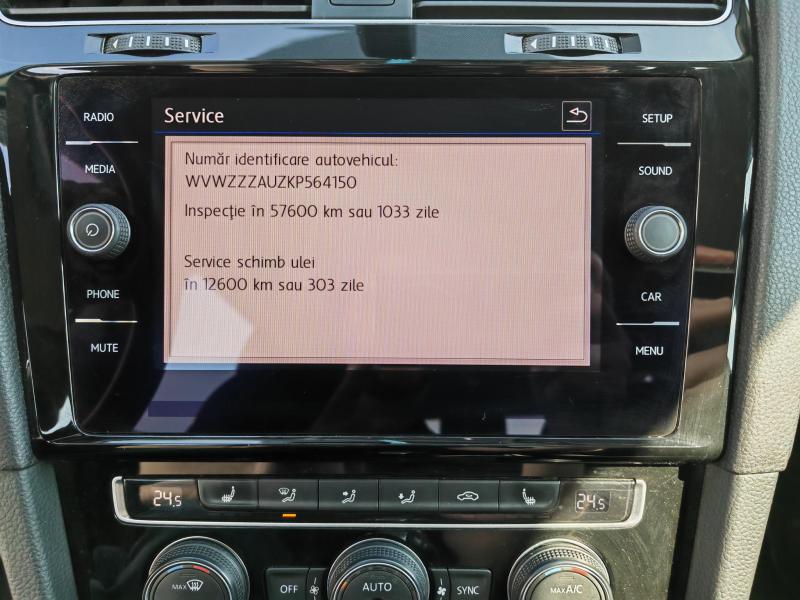 RADIO
MEDIA
PHONE
MUTE
Service
Număr identificare autovehicul:
WVWZZZAUZKP564150
Inspecţie în 57600 km sau 1033 zile
Service schimb ulei
în 12600 km sau 303 zile
SETUP
SOUND
CAR
MENU
24.5
24.5
MAX
OFF
AUTO
SYNC
MAX A/C